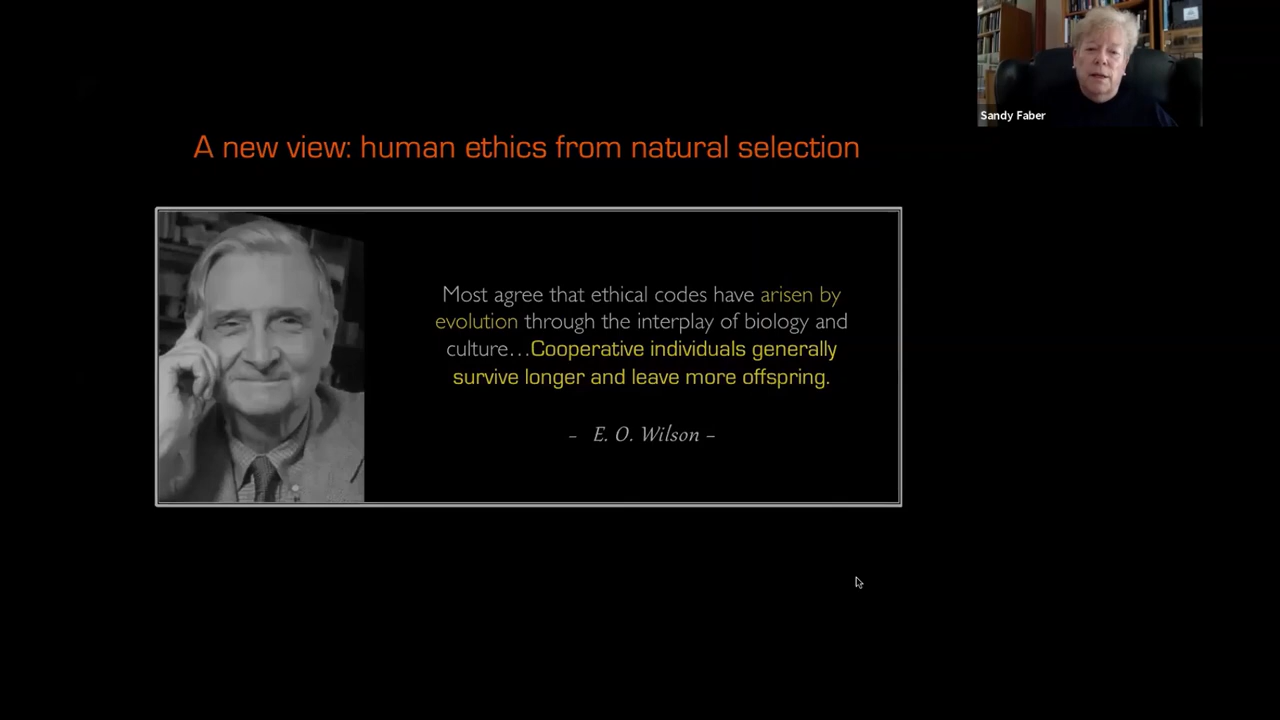 Sandy Faber
A new view: human ethics from natural selection
Most agree that ethical codes have arisen by
evolution through the interplay of biology and
culture…Cooperative individuals generally
survive longer and leave more offspring.
– E. O. Wilson –